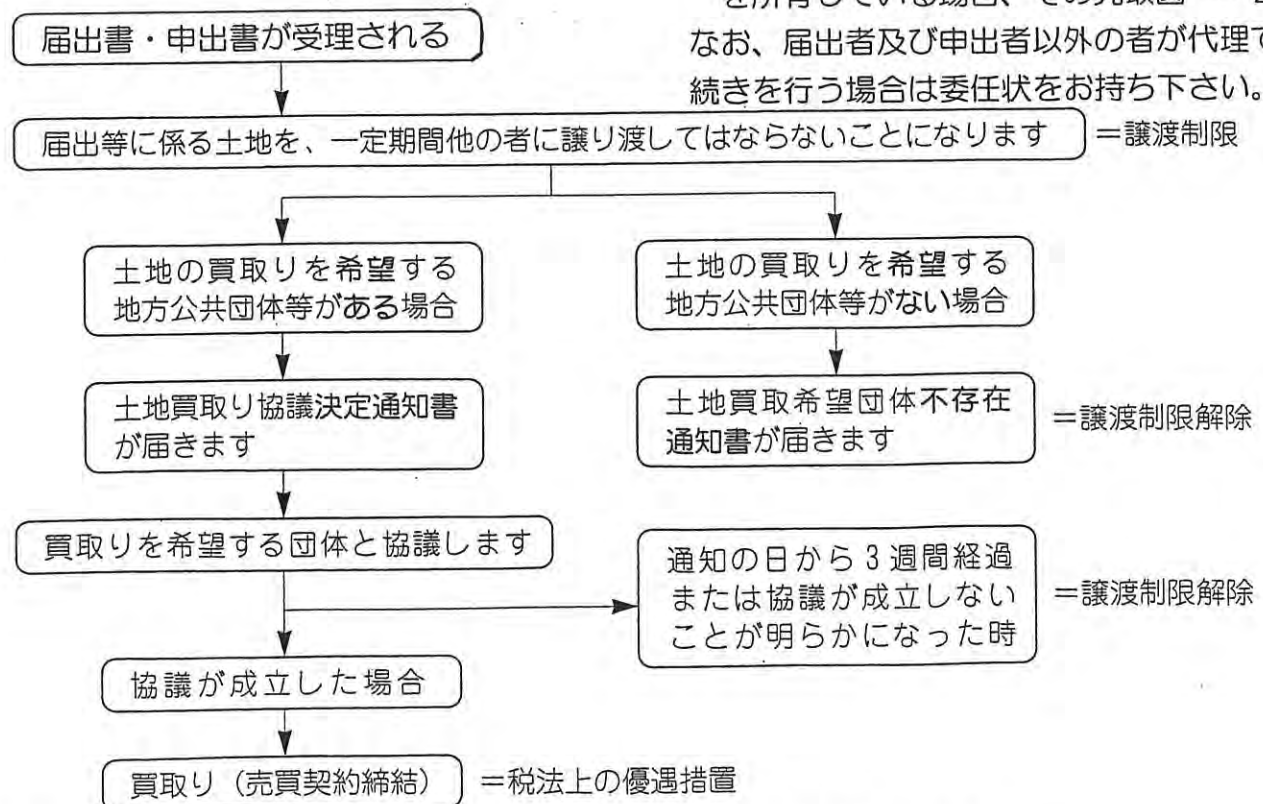 を所有している場合、その
なお、届出者及び申出者以外の者が代理で
続きを行う場合は委任状をお持ち下さい。
届出書・申出書が受理される
届出等に係る土地を、一定期間他の者に譲り渡してはならないことになります
＝譲渡制限
土地の買取りを希望する
地方公共団体等がある場合
土地の買取りを希望する
地方公共団体等がない場合
土地買取り協議決定通知書
が届きます
土地買取希望団体不存在
通知書が届きます
＝譲渡制限解除
買取りを希望する団体と協議します
通知の日から3週間経過
または協議が成立しない
ことが明らかになった時
＝譲渡制限解除
協議が成立した場合
買取り（売買契約締結）
＝税法上の優遇措置